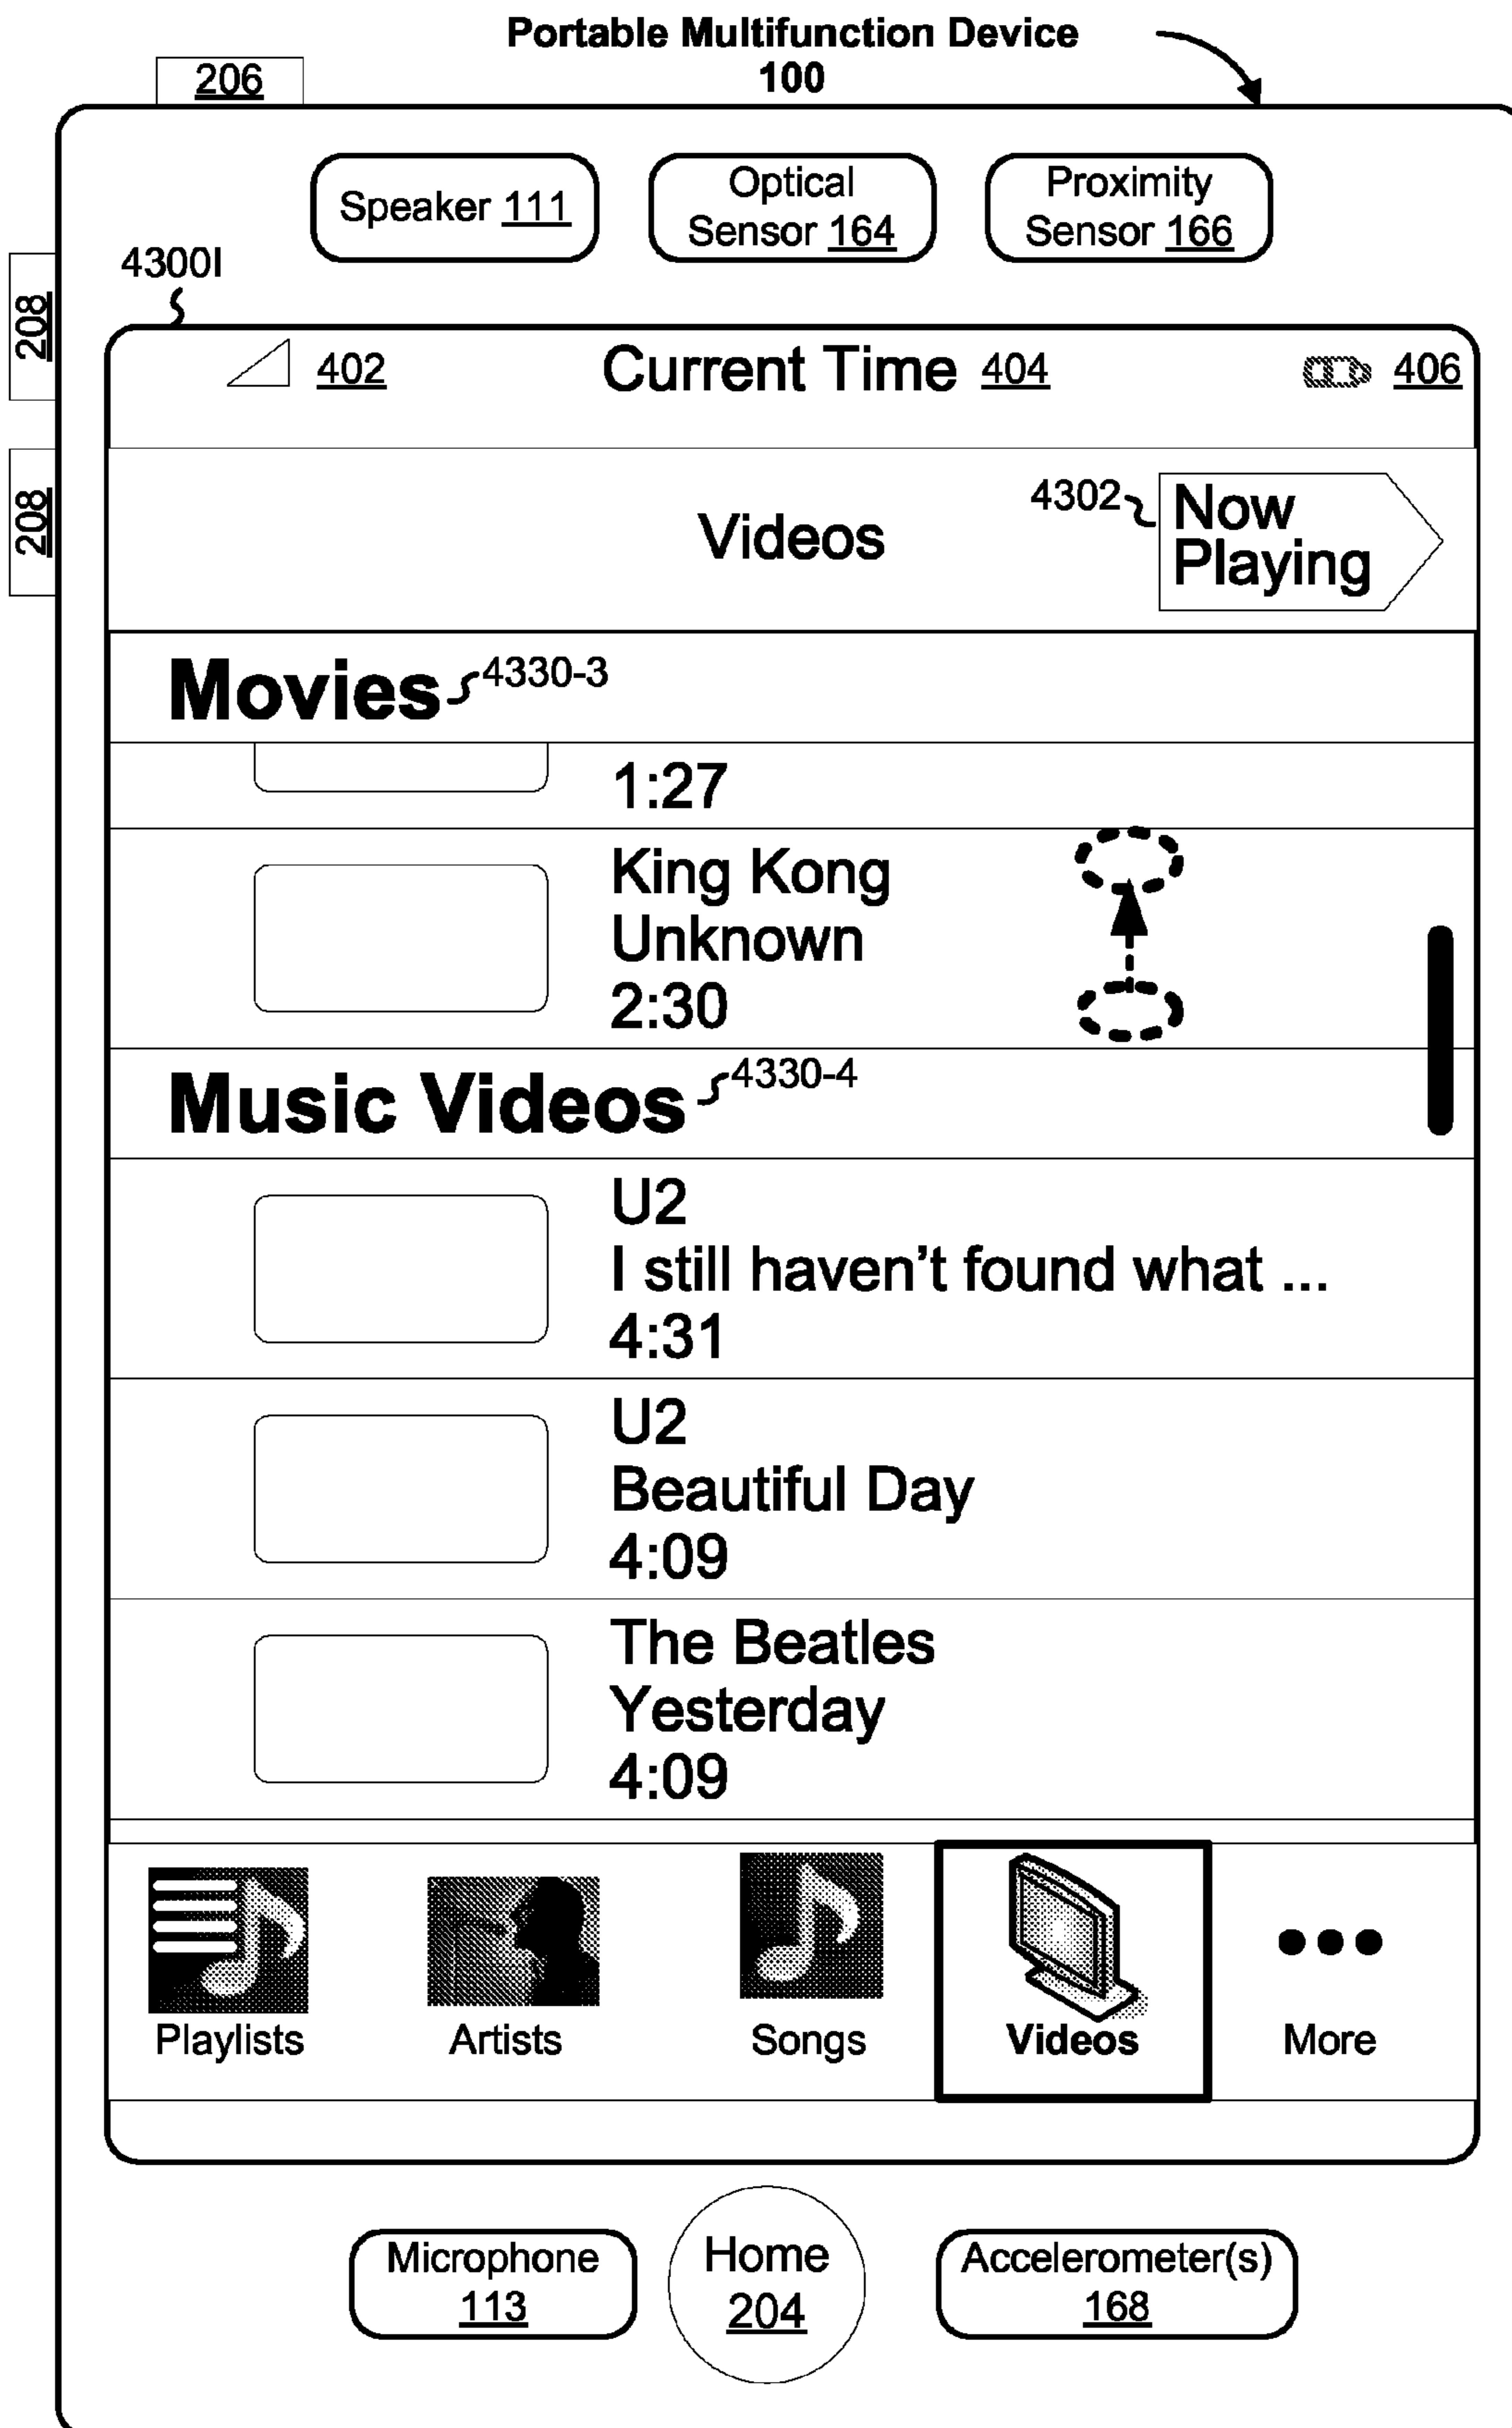 Portable Multifunction Device
100
206
Speaker 111
Optical
Sensor 164
Proximity
Sensor 166
4300I
208
208
402
Current Time 404
406
Videos
4302
Now
Playing
Movies
4330-3
1:27
King Kong
Unknown
2:30
Music Videos
4330-4
U2
I still haven’t found what ...
4:31
U2
Beautiful Day
4:09
The Beatles
Yesterday
4:09
Playlists
Artists
Songs
Videos
More
Microphone
113
Home
204
Accelerometer(s)
168